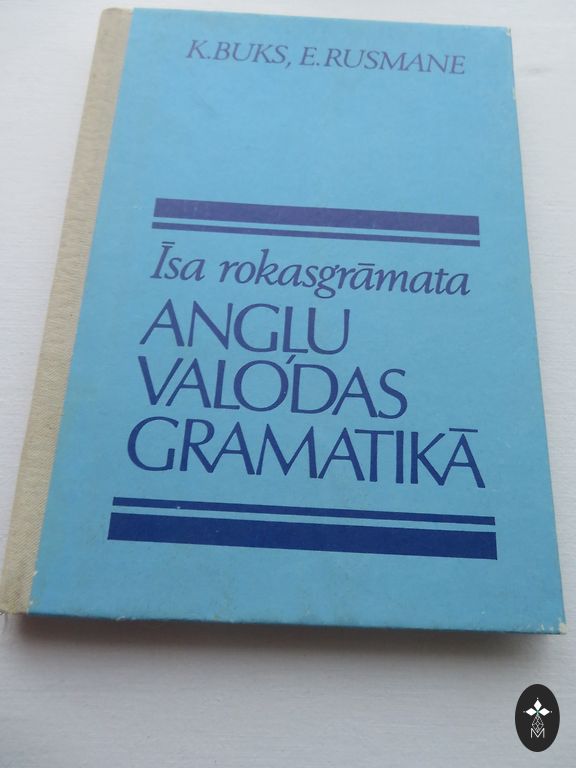 K.BUKS, E.RUSMANE
Īsa rokasgrāmata
ANGĻU
VALODAS
GRAMATIKĀ
M